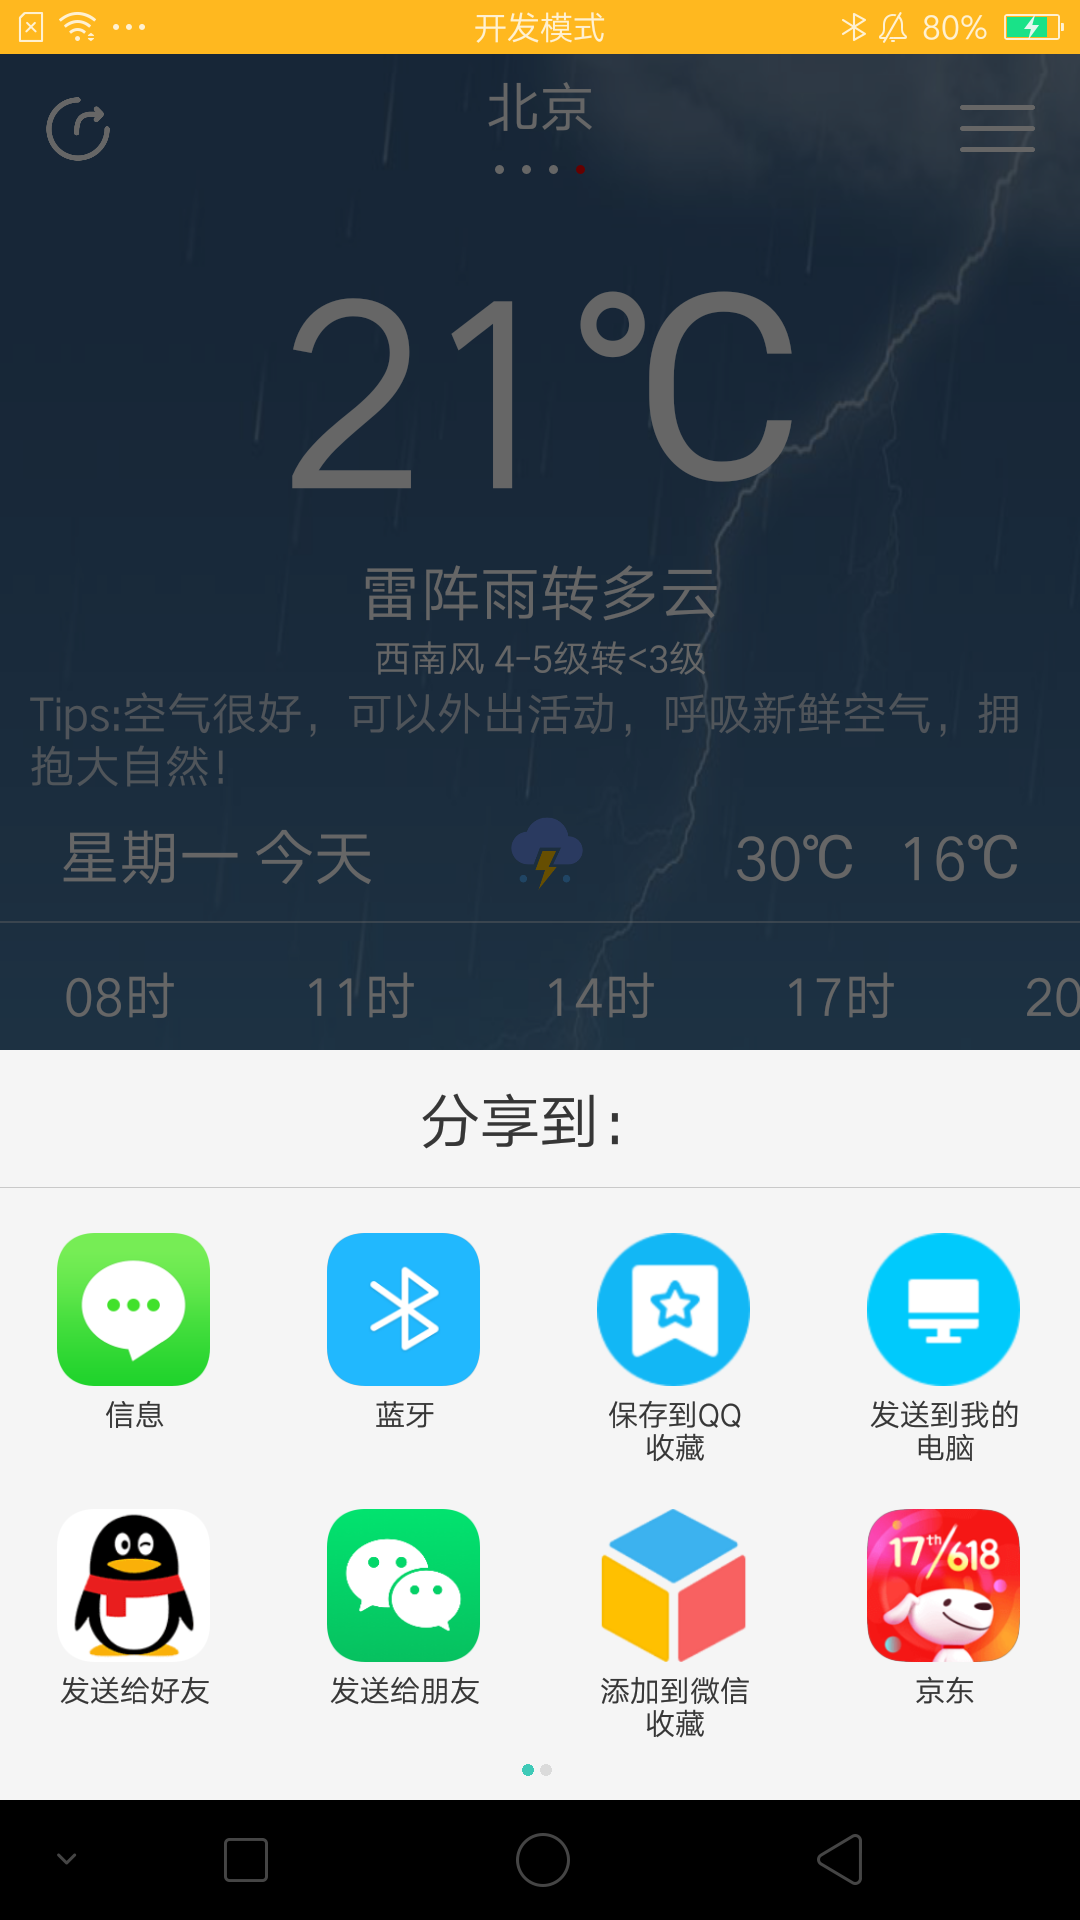 开发模式
80%
北京
21℃
雷阵雨转多云
西南风 4-5级转<3级
Tips:空气很好，可以外出活动，呼吸新鲜空气，拥
抱大自然！
星期一 今天 30℃ 16℃
08时 11时 14时 17时 20
分享到：
信息 蓝牙 保存到QQ 发送到我的
收藏 电脑
17th 618
发送给好友 发送给朋友 添加到微信 京东
收藏